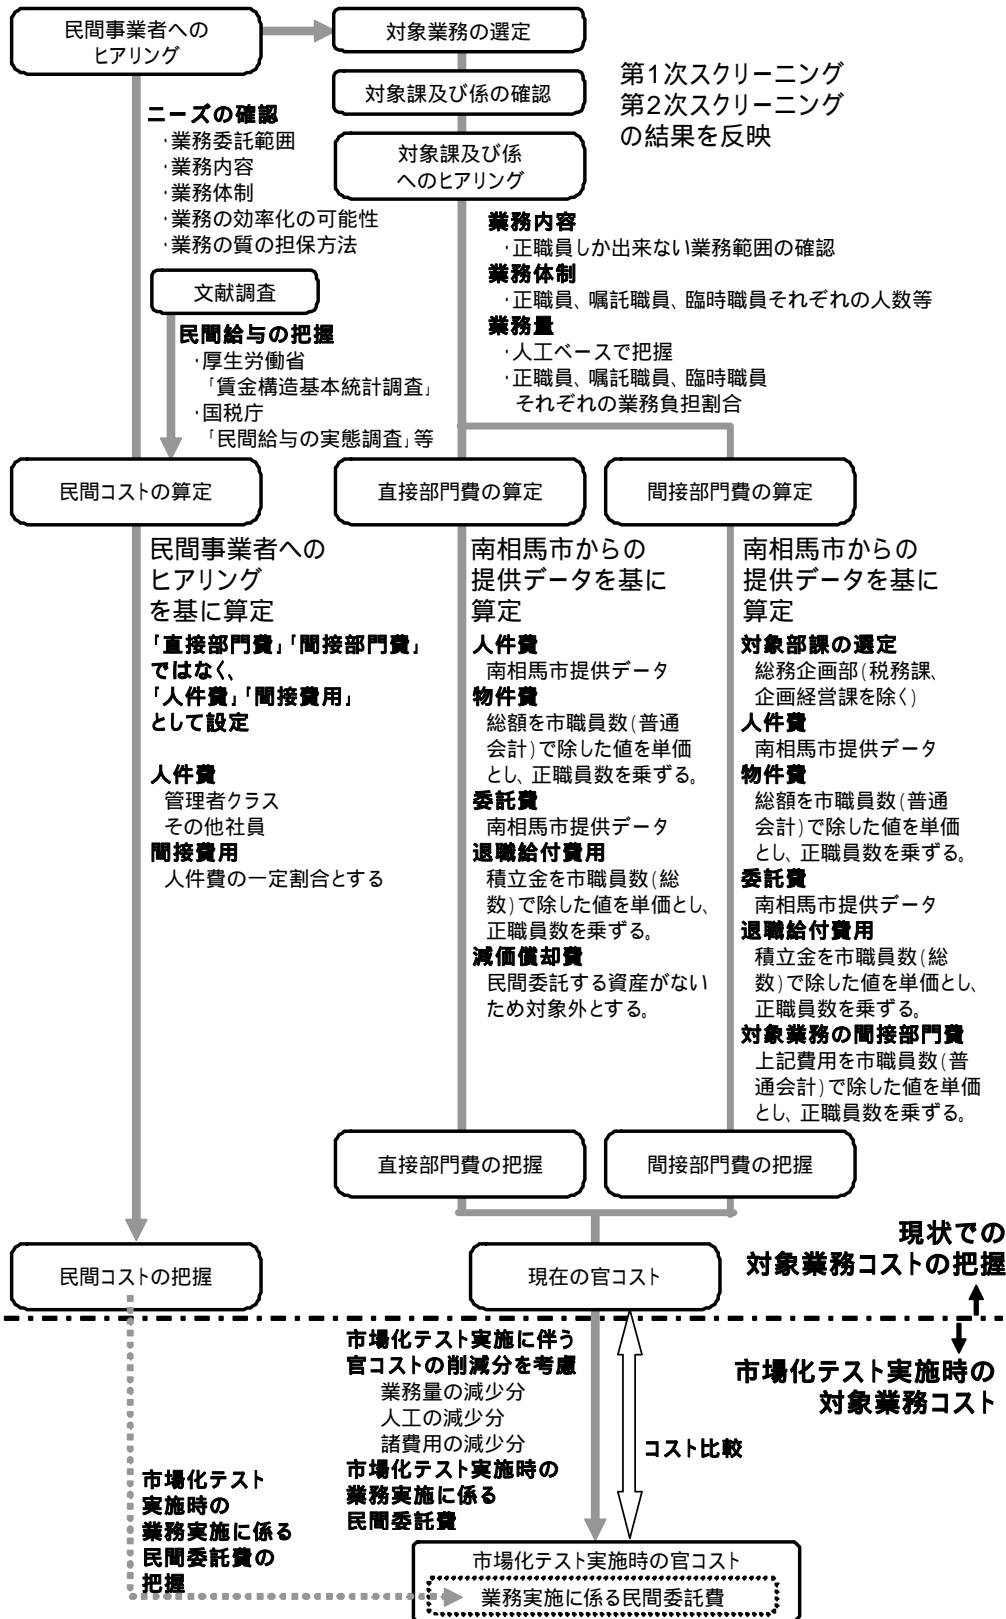 民間事業者への
ヒアリング
対象業務の選定
対象課及び係の確認
対象課及び係
へのヒアリング
第1次スクリーニング
第2次スクリーニング
の結果を反映
ニーズの確認
・業務委託範囲
・業務内容
・業務体制
・業務の効率化の可能性
・業務の質の担保方法
業務内容
・正職員しか出来ない業務範囲の確認
業務体制
・正職員、嘱託職員、臨時職員それぞれの人数等
業務量
・人工ベースで把握
・正職員、嘱託職員、臨時職員
それぞれの業務負担割合
文献調査
民間給与の把握
・厚生労働省
「賃金構造基本統計調査」
・国税庁
「民間給与の実態調査」等
民間コストの算定
直接部門費の算定
間接部門費の算定
民間事業者への
ヒアリング
を基に算定
「直接部門費」「間接部門費」
ではなく、
「人件費」「間接費用」
として設定
人件費
管理者クラス
その他社員
間接費用
人件費の一定割合とする
南相馬市からの
提供データを基に
算定
人件費
南相馬市提供データ
物件費
総額を市職員数(普通
会計)で除した値を単価
とし、正職員数を乗ずる。
委託費
南相馬市提供データ
退職給付費用
積立金を市職員数(総
数)で除した値を単価とし、
正職員数を乗ずる。
減価償却費
民間委託する資産がない
ため対象外とする。
南相馬市からの
提供データを基に
算定
対象部課の選定
総務企画部(税務課、
企画経営課を除く)
人件費
南相馬市提供データ
物件費
総額を市職員数(普通
会計)で除した値を単価
とし、正職員数を乗ずる。
委託費
南相馬市提供データ
退職給付費用
積立金を市職員数(総
数)で除した値を単価とし、
正職員数を乗ずる。
対象業務の間接部門費
上記費用を市職員数(普
通会計)で除した値を単価
とし、正職員数を乗ずる。
直接部門費の把握
間接部門費の把握
民間コストの把握
現在の官コスト
現状での
対象業務コストの把握
市場化テスト実施時の
対象業務コスト
市場化テスト実施に伴う
官コストの削減分を考慮
業務量の減少分
人工の減少分
諸費用の減少分
市場化テスト実施時の
業務実施に係る
民間委託費
コスト比較
市場化テスト
実施時の
業務実施に係る
民間委託費の
把握
市場化テスト実施時の官コスト
業務実施に係る民間委託費